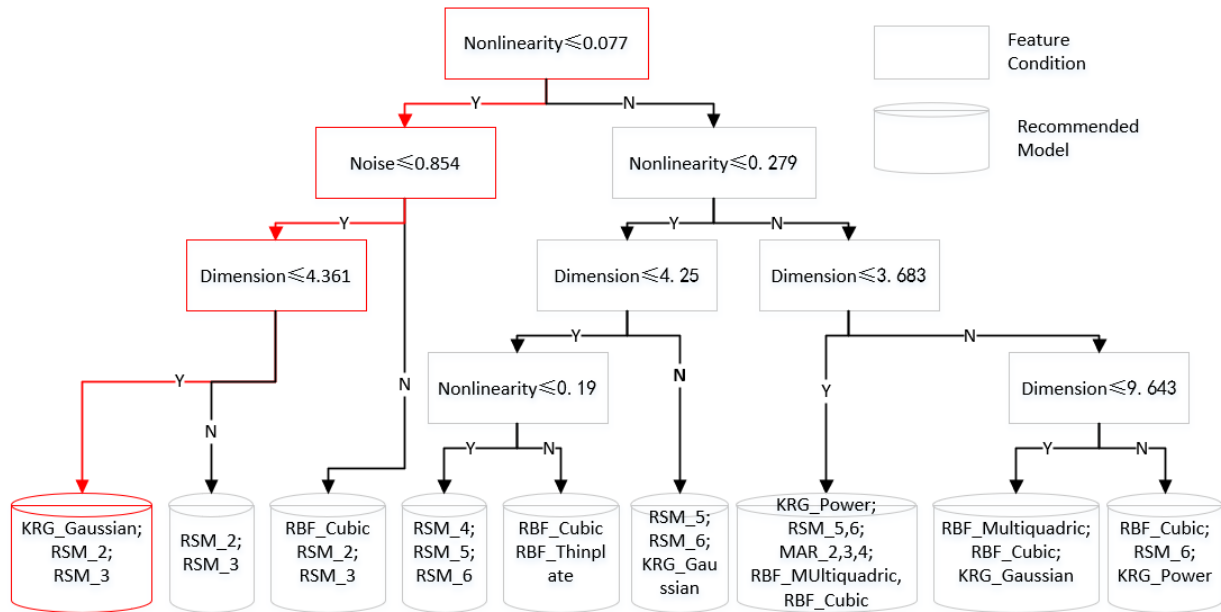 Nonlinearity≤0.077
Feature
Condition
Y
N
Recommended
Model
Noise≤0.854
Nonlinearity≤0.279
Y
N
Y
N
Dimension≤4.361
Dimension≤4.25
Dimension≤3.683
Y
N
Y
N
N
Y
N
Nonlinearity≤0.19
Y
Dimension≤9.643
N
Y
N
Y
N
KRG_Gaussian;
RSM_2;
RSM_3
RSM_2;
RSM_3
RBF_Cubic
RSM_2;
RSM_3
RSM_4;
RSM_5;
RSM_6
RBF_Cubic
RBF_Thinpl
ate
RSM_5;
RSM_6;
KRG_Gau
ssian
KRG_Power;
RSM_5,6;
MAR_2,3,4;
RBF_MUltiquadric,
RBF_Cubic
RBF_Multiquadric;
RBF_Cubic;
KRG_Gaussian
RBF_Cubic;
RSM_6;
KRG_Power